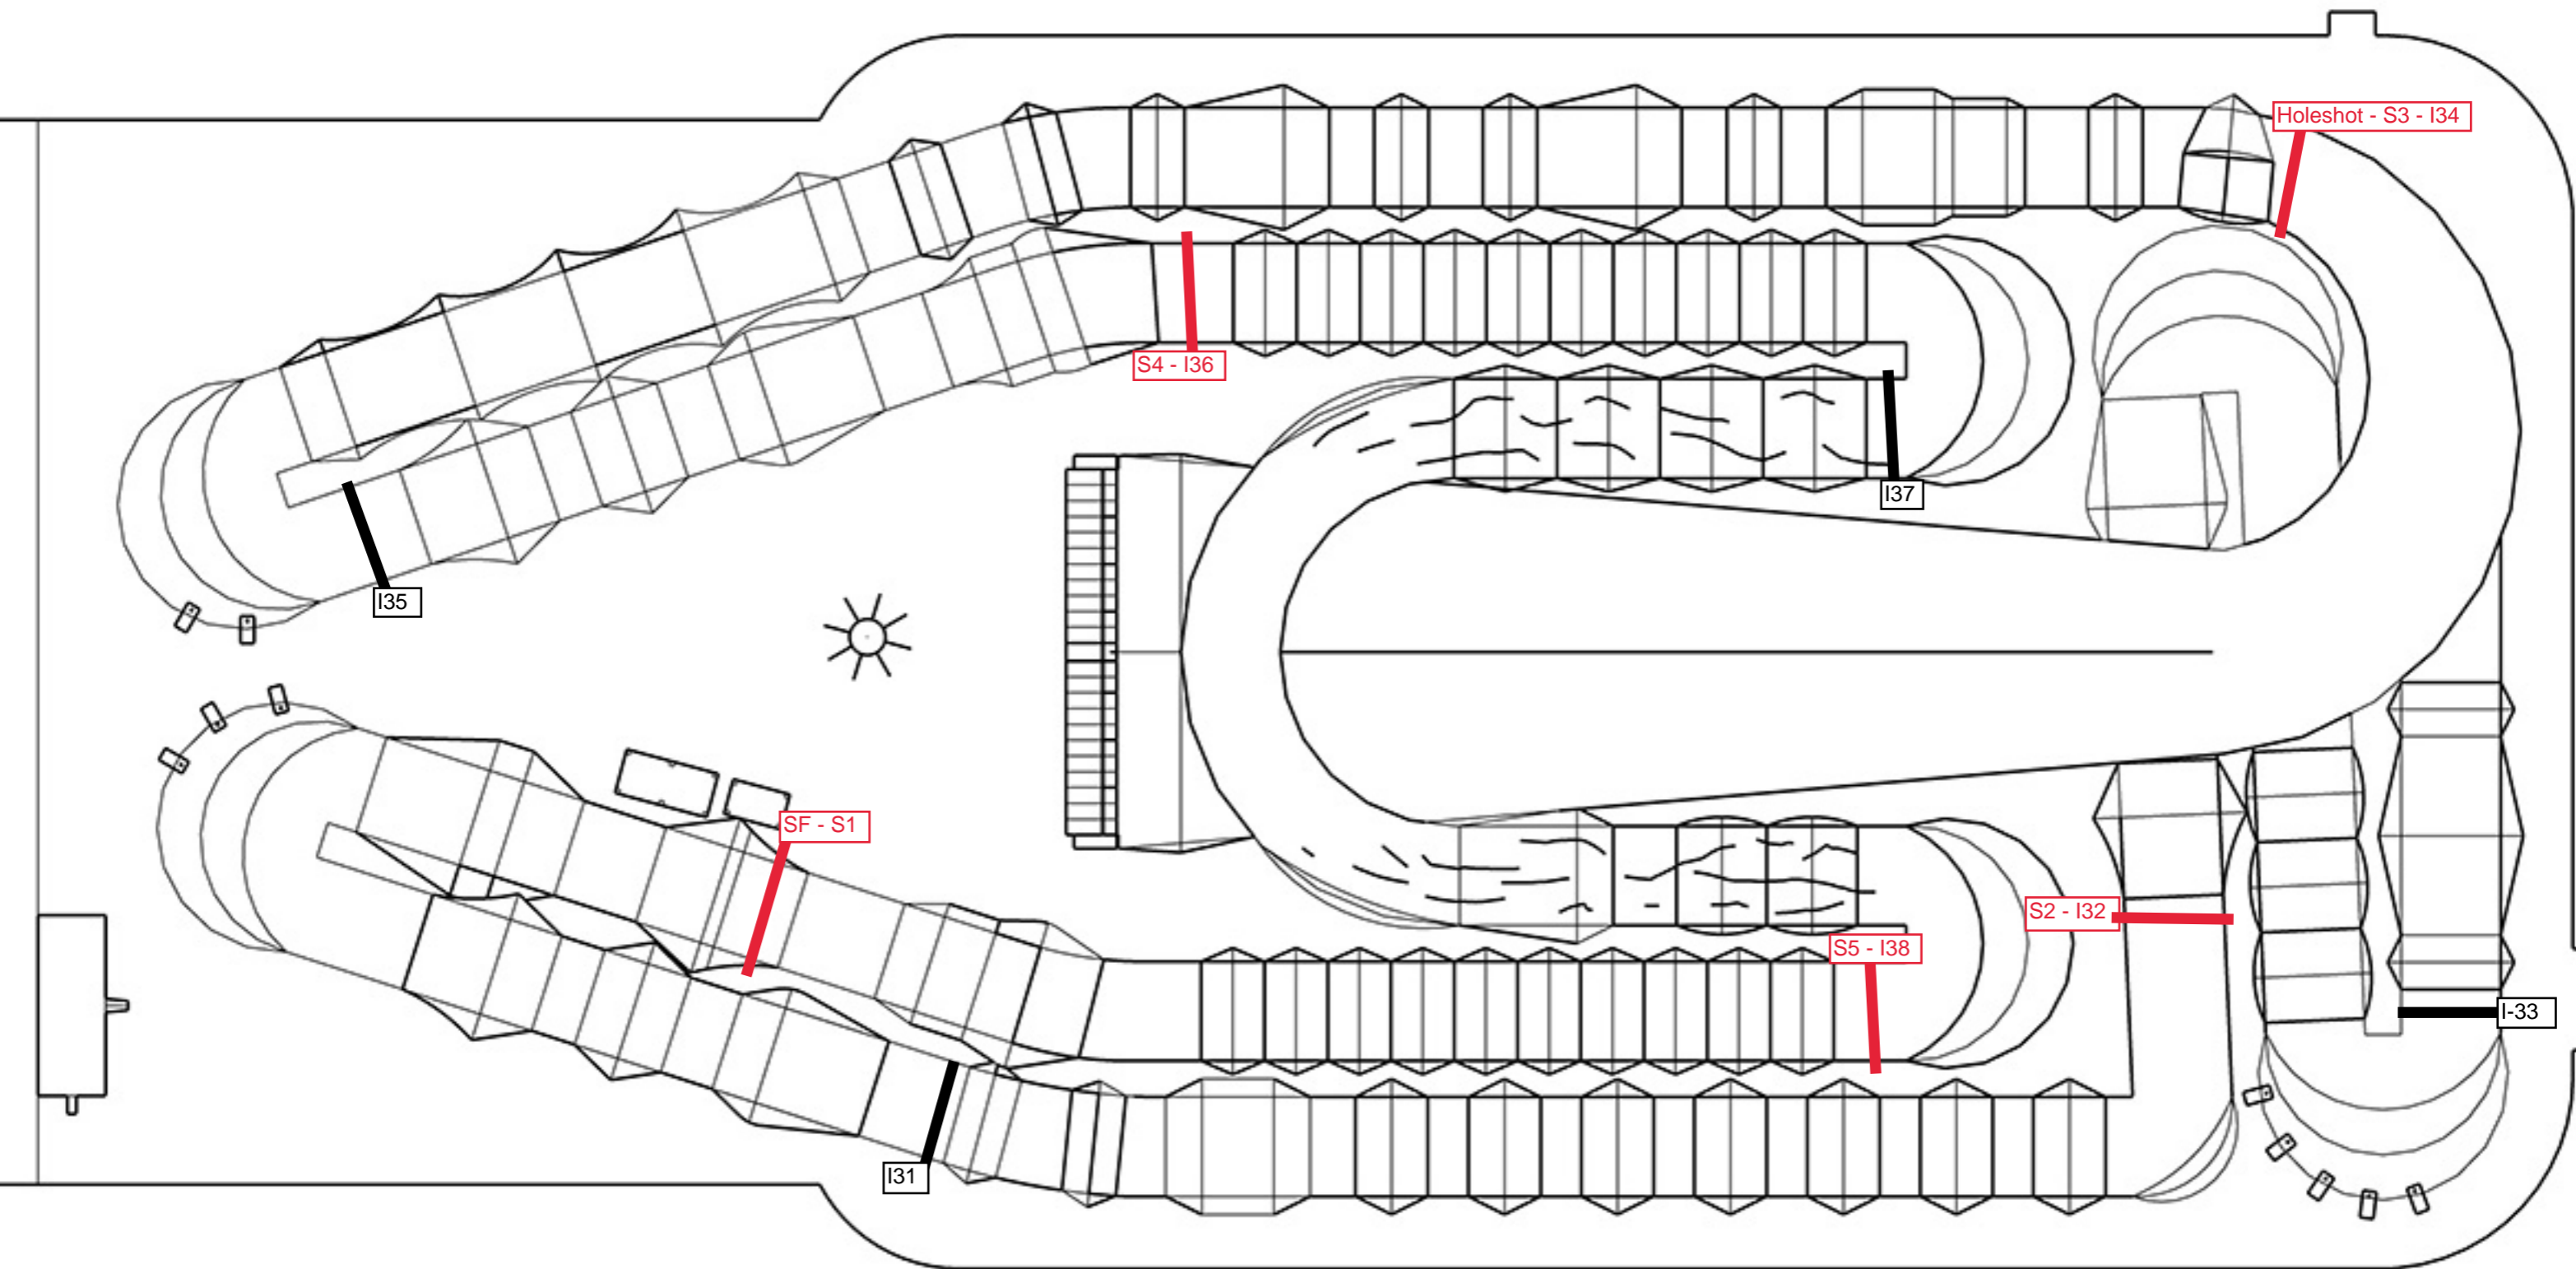 Holeshot - S3 - I34
S4 - I36
I37
I35
SF - S1
S2 - I32
S5 - I38
I-33
I31